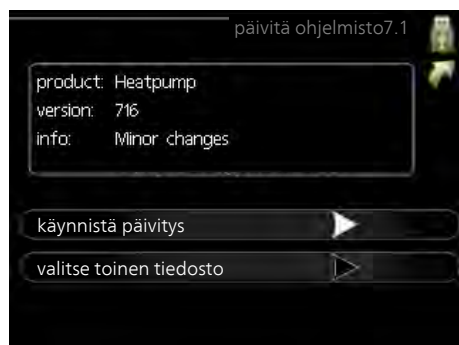 päivitä ohjelmisto7.1
product: Heatpump
version: 716
info: Minor changes
käynnistä päivitys
valitse toinen tiedosto